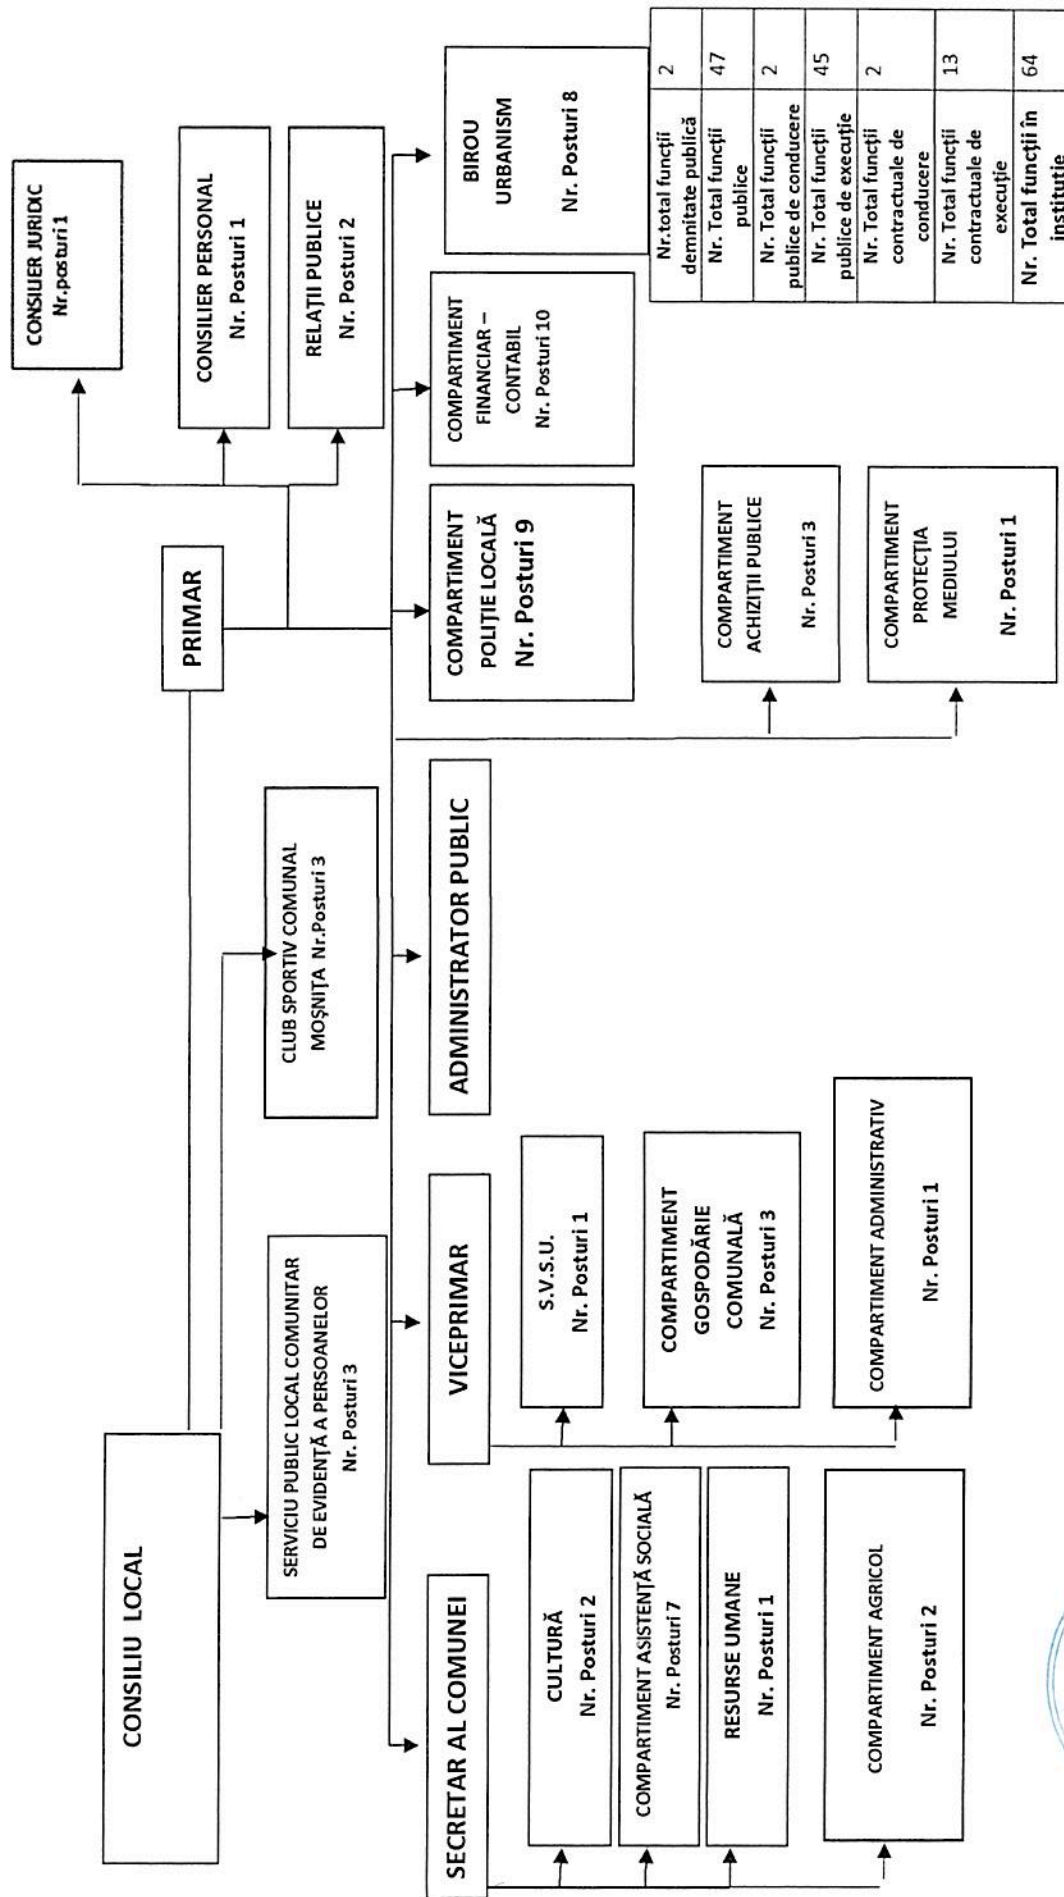 CONSILIU LOCAL
PRIMAR
CONSILIER JURIDIC
Nr.posturi 1
CONSILIER PERSONAL
Nr. Posturi 1
RELAȚII PUBLICE
Nr. Posturi 2
SERVICIU PUBLIC LOCAL COMUNITAR
DE EVIDENȚĂ A PERSOANELOR
Nr. Posturi 3
CLUB SPORTIV COMUNAL
MOȘNIȚA Nr.Posturi 3
SECRETAR AL COMUNEI
VICEPRIMAR
ADMINISTRATOR PUBLIC
COMPARTIMENT
POLIȚIE LOCALĂ
Nr. Posturi 9
COMPARTIMENT
FINANCIAR –
CONTABIL
Nr. Posturi 10
BIROU
URBANISM
Nr. Posturi 8
CULTURĂ
Nr. Posturi 2
COMPARTIMENT ASISTENȚĂ SOCIALĂ
Nr. Posturi 7
RESURSE UMANE
Nr. Posturi 1
COMPARTIMENT AGRICOL
Nr. Posturi 2
S.V.S.U.
Nr. Posturi 1
COMPARTIMENT
GOSPODĂRIE
COMUNALĂ
Nr. Posturi 3
COMPARTIMENT ADMINISTRATIV
Nr. Posturi 1
COMPARTIMENT
ACHIZIȚII PUBLICE
Nr. Posturi 3
COMPARTIMENT
PROTECȚIA
MEDIULUI
Nr. Posturi 1
Nr.total funcții
demnitate publică 2
Nr. Total funcții
publice 47
Nr. Total funcții
publice de conducere 2
Nr. Total funcții
publice de execuție 45
Nr. Total funcții
contractuale de
conducere 2
Nr. Total funcții
contractuale de
execuție 13
Nr. Total funcții în
instituție 64